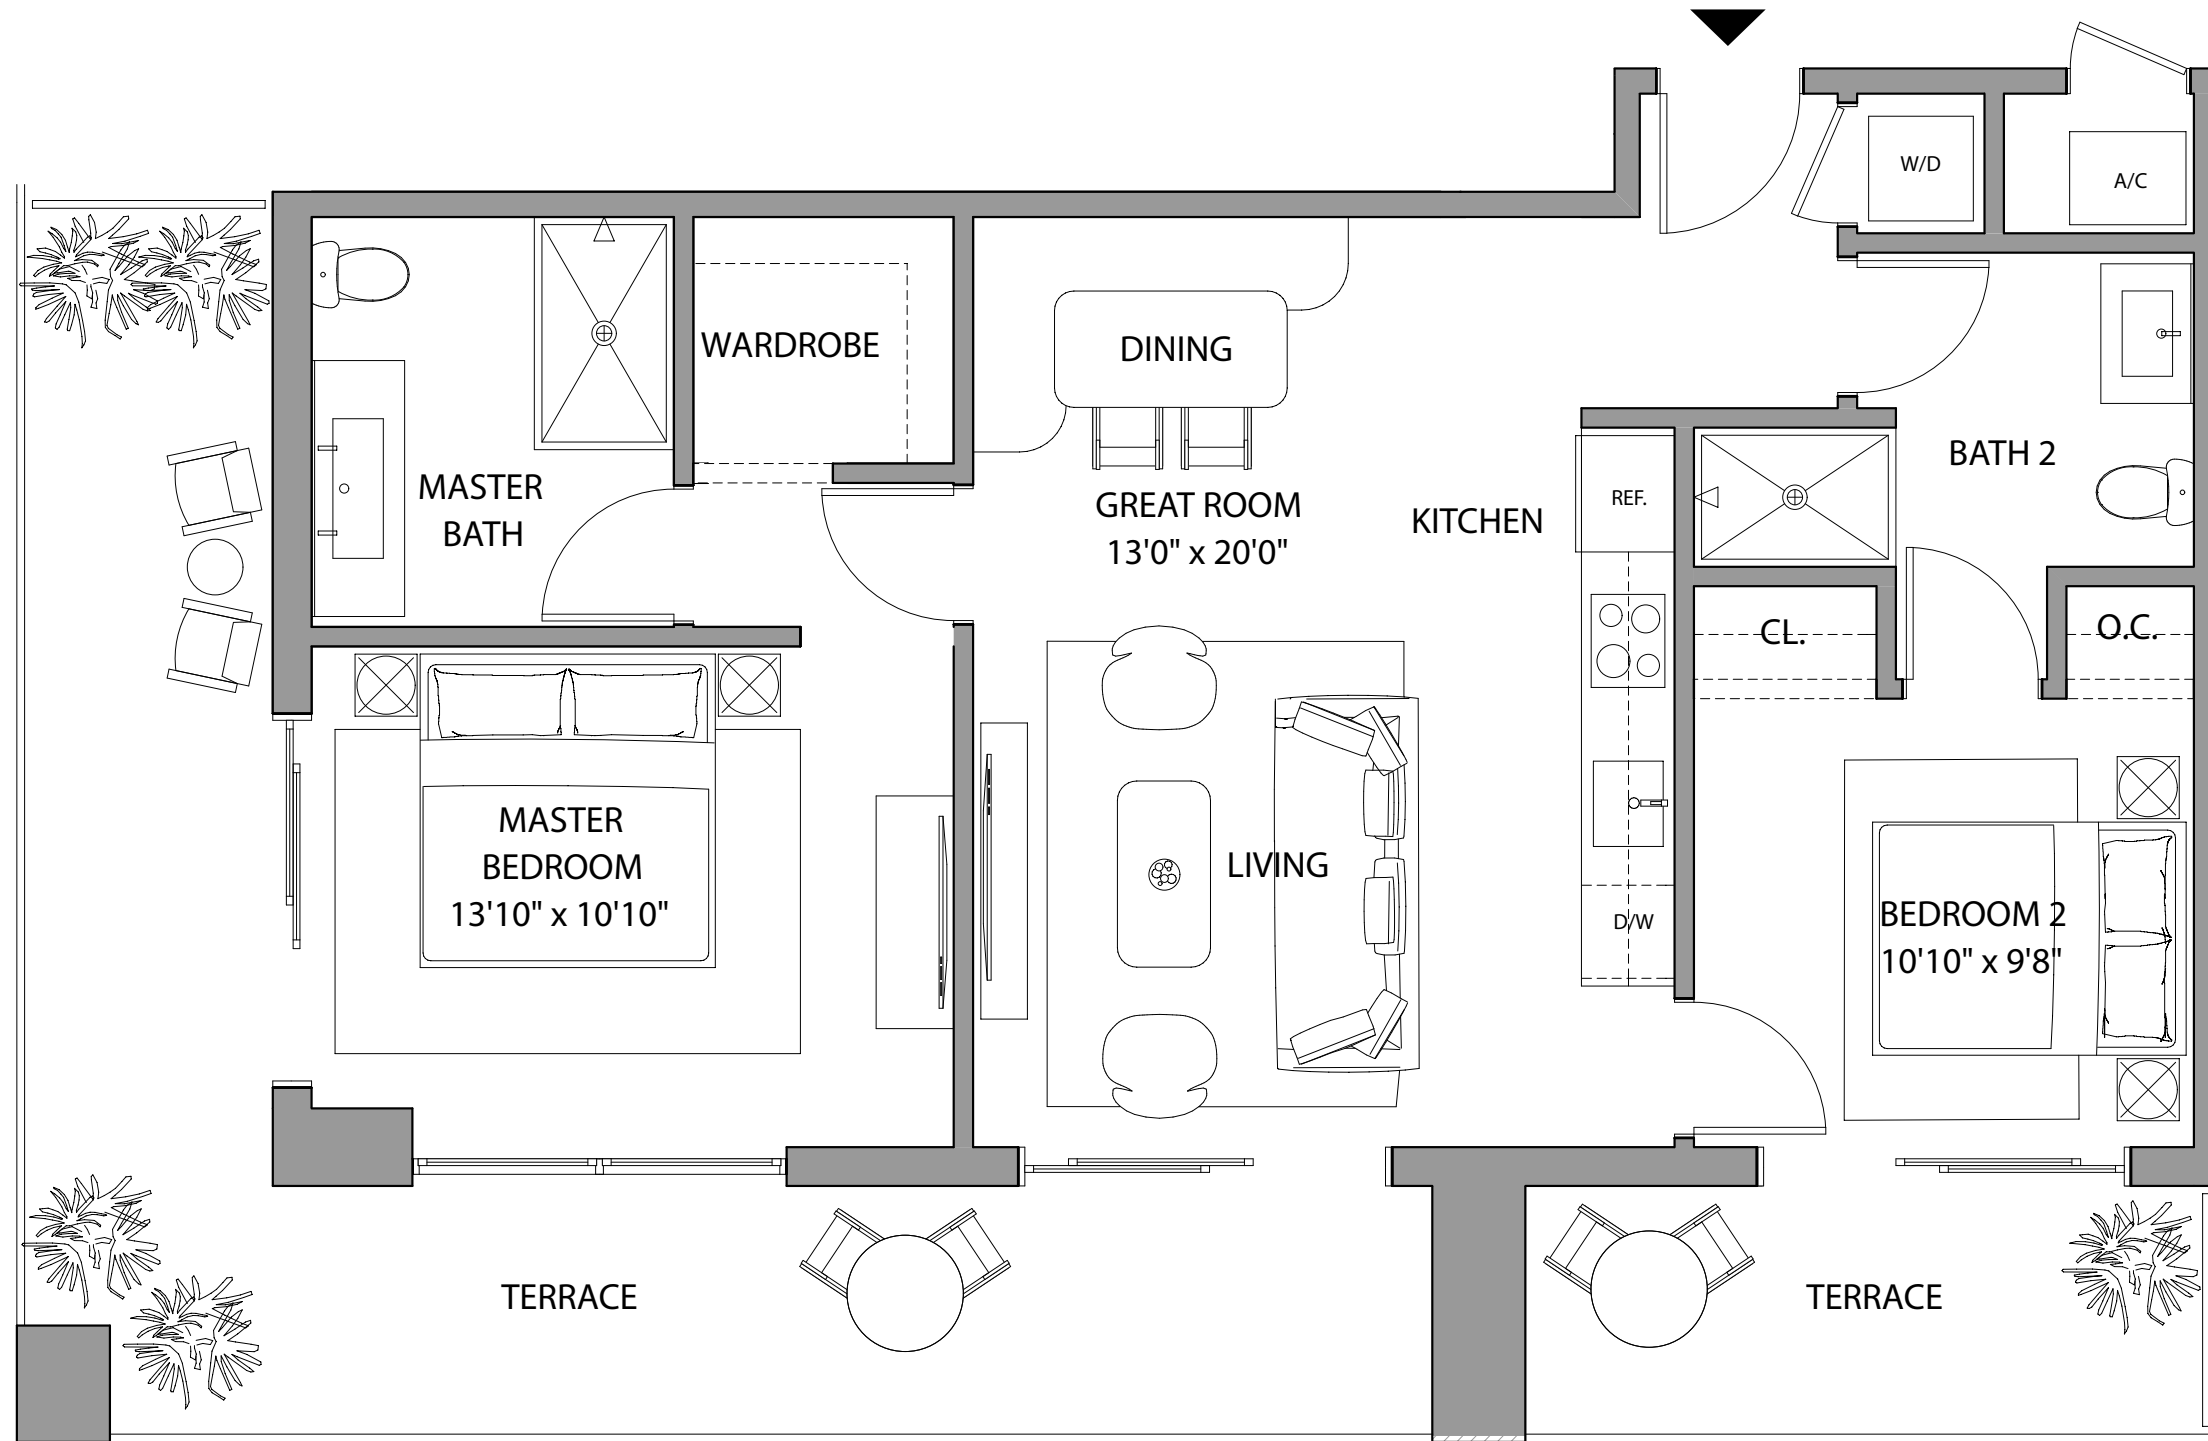 W/D
A/C
WARDROBE
DINING
MASTER
BATH
GREAT ROOM
13'0" x 20'0"
KITCHEN
REF.
BATH 2
CL.
O.C.
MASTER
BEDROOM
13'10" x 10'10"
LIVING
D/W
BEDROOM 2
10'10" x 9'8"
TERRACE
TERRACE